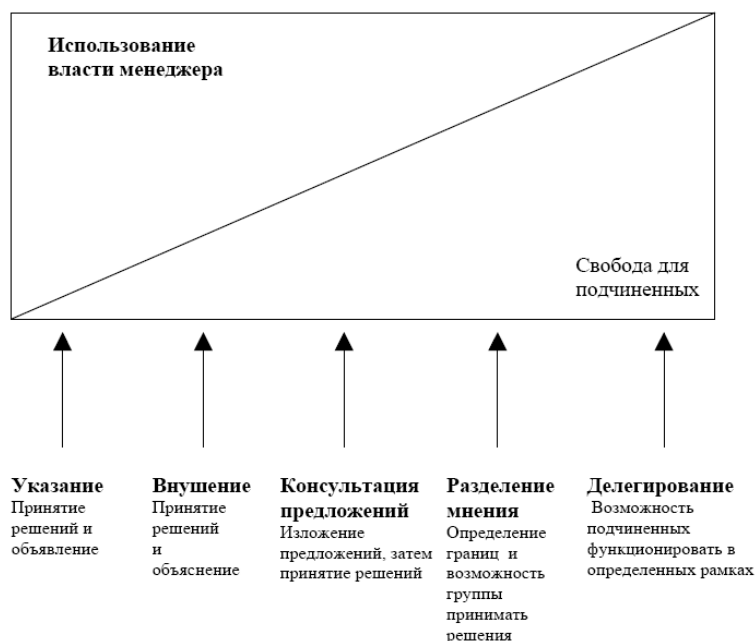 Использование
власти менеджера
Свобода для
подчиненных
Указание
Принятие
решений и
объявление
Внушение
Принятие
решений
и
объяснение
Консультация
предложений
Изложение
предложений, затем
принятие решений
Разделение
мнения
Определение
границ и
возможность
группы
принимать
решения
Делегирование
Возможность
подчиненных
функционировать в
определенных рамках